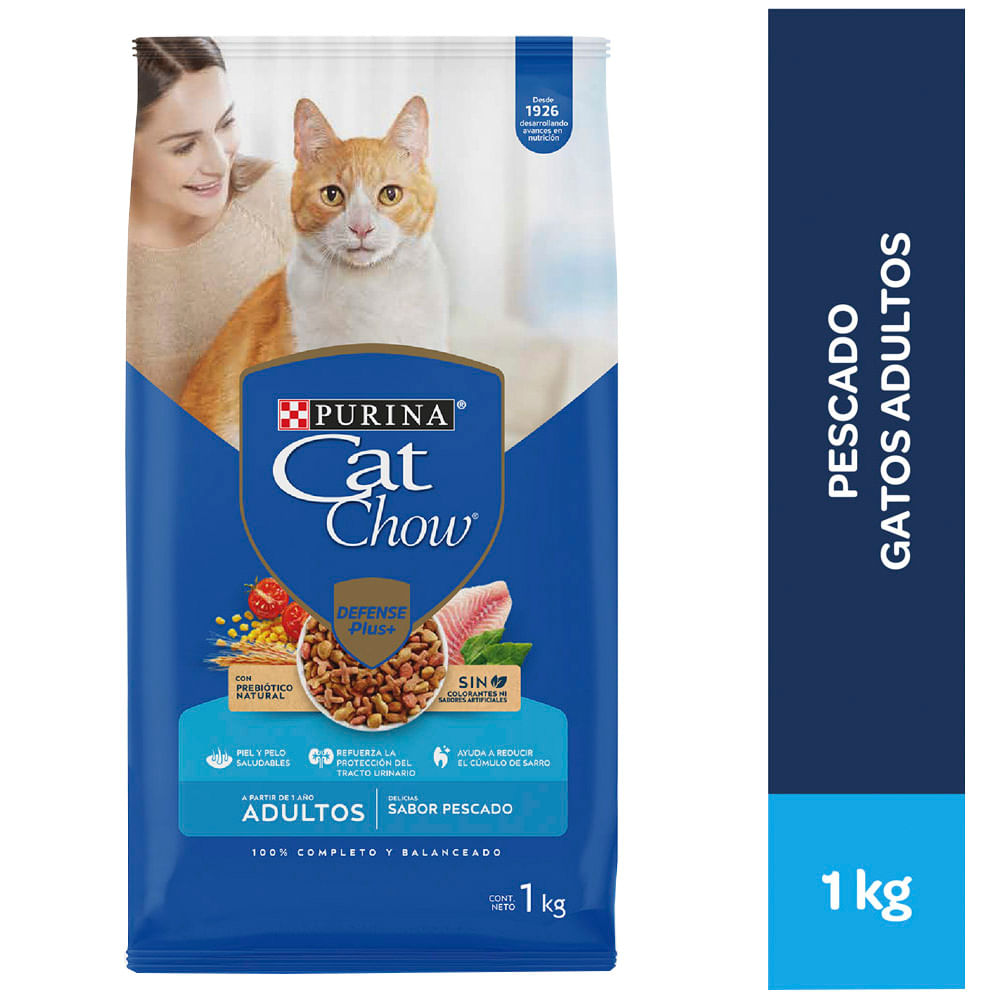 Desde
1926
desarrollando
avances en
nutrición
PURINA®
Cat
Chow®
DEFENSE
Plus+
CON
PREBIÓTICO
NATURAL
SIN
COLORANTES NI
SABORES ARTIFICIALES
PIEL Y PELO
SALUDABLES
REFUERZA LA
PROTECCIÓN DEL
TRACTO URINARIO
AYUDA A REDUCIR
EL CÚMULO DE SARRO
A PARTIR DE 1 AÑO
ADULTOS
DELICIAS
SABOR PESCADO
100% COMPLETO Y BALANCEADO
CONT.
NETO 1 kg
PESCADO
GATOS ADULTOS
1 kg